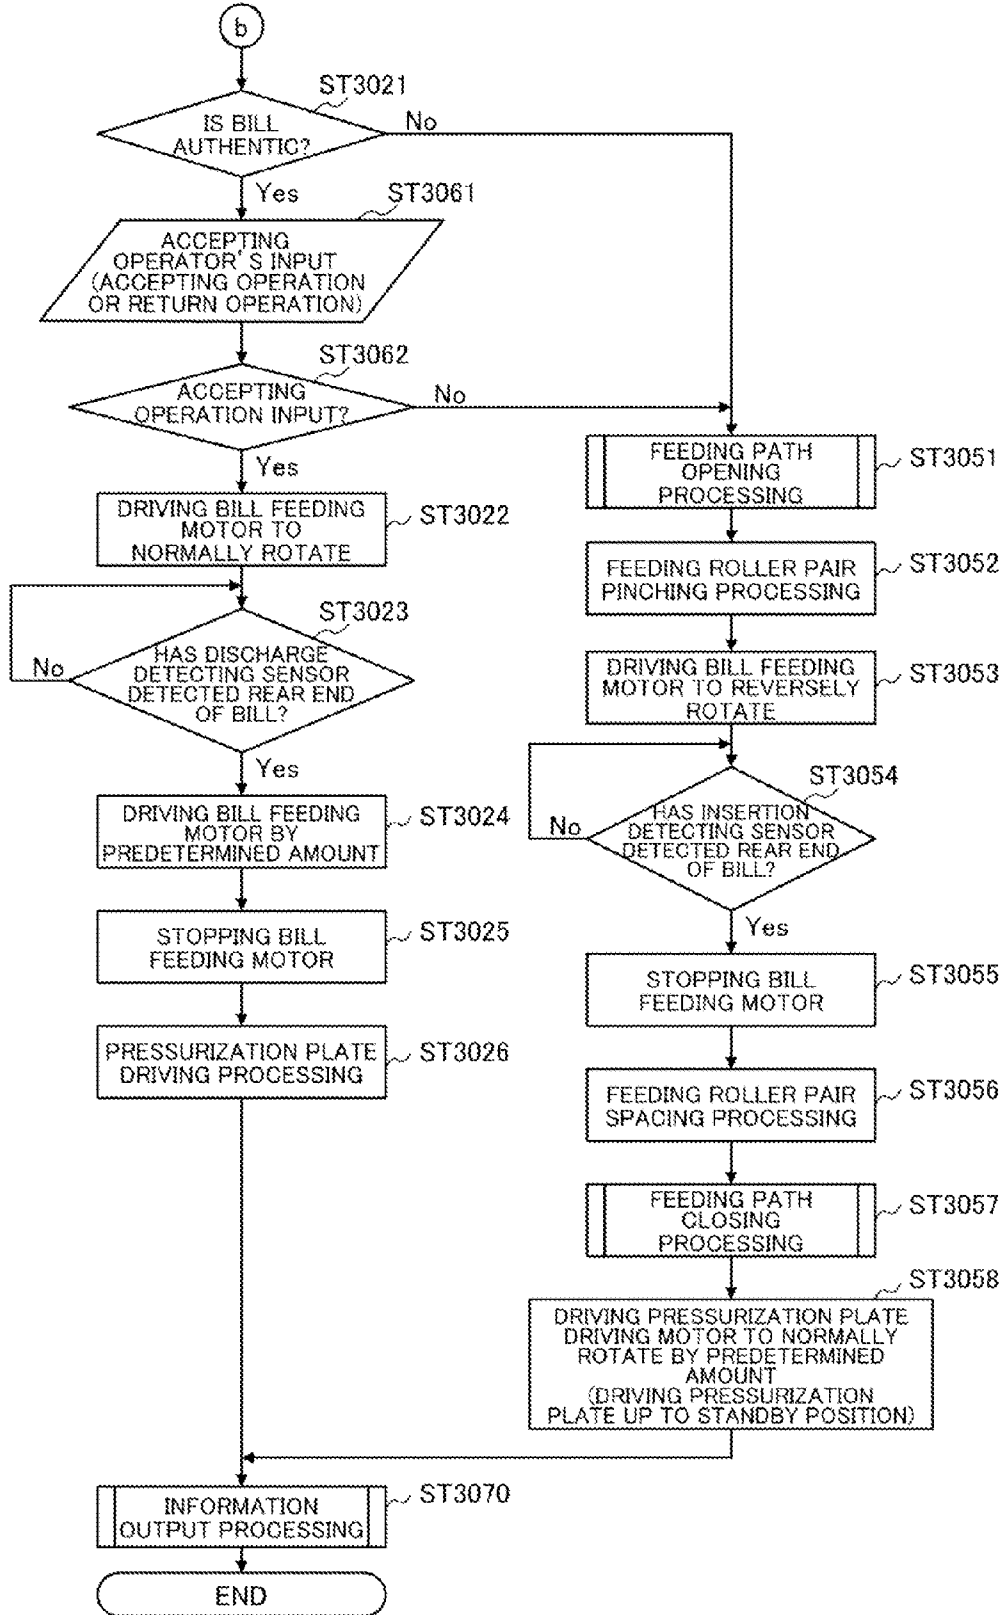 b
ST3021
IS BILL
AUTHENTIC?
No
Yes
ST3061
ACCEPTING
OPERATOR'S INPUT
(ACCEPTING OPERATION
OR RETURN OPERATION)
ST3062
ACCEPTING
OPERATION INPUT?
No
Yes
DRIVING BILL FEEDING
MOTOR TO
NORMALLY ROTATE
ST3022
ST3023
HAS DISCHARGE
DETECTING SENSOR
DETECTED REAR END
OF BILL?
No
Yes
DRIVING BILL FEEDING
MOTOR BY
PREDETERMINED AMOUNT
ST3024
STOPPING BILL
FEEDING MOTOR
ST3025
PRESSURIZATION PLATE
DRIVING PROCESSING
ST3026
FEEDING PATH
OPENING
PROCESSING
ST3051
FEEDING ROLLER PAIR
PINCHING PROCESSING
ST3052
DRIVING BILL FEEDING
MOTOR TO REVERSELY
ROTATE
ST3053
ST3054
HAS INSERTION
DETECTING SENSOR
DETECTED REAR END
OF BILL?
No
Yes
STOPPING BILL
FEEDING MOTOR
ST3055
FEEDING ROLLER PAIR
SPACING PROCESSING
ST3056
FEEDING PATH
CLOSING
PROCESSING
ST3057
ST3058
DRIVING PRESSURIZATION PLATE
DRIVING MOTOR TO NORMALLY
ROTATE BY PREDETERMINED
AMOUNT
(DRIVING PRESSURIZATION
PLATE UP TO STANDBY POSITION)
INFORMATION
OUTPUT PROCESSING
ST3070
END